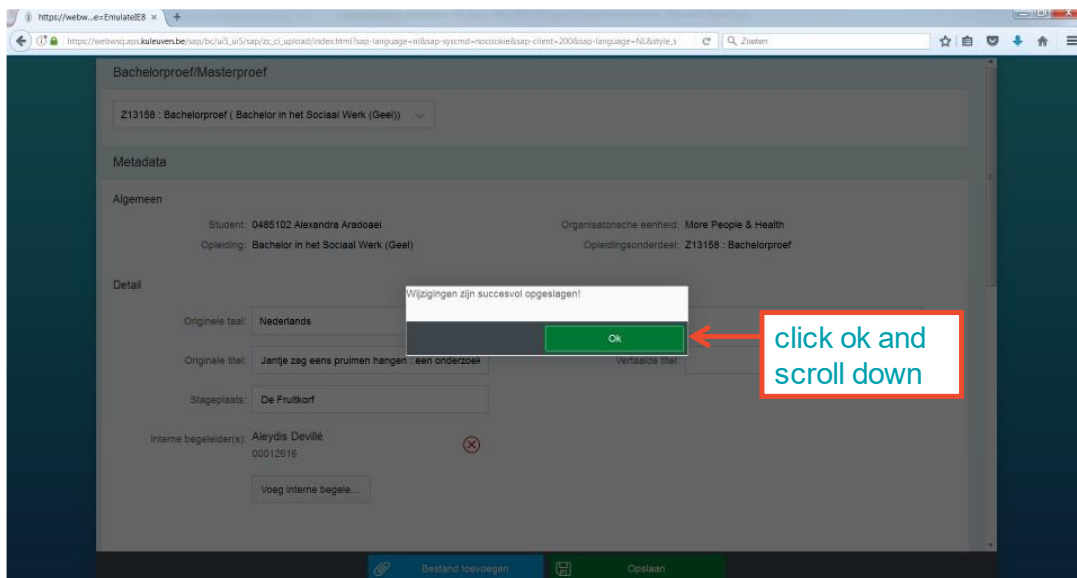 https://webw...e=EmulateIE8 × +
https://webwsq.aps.kuleuven.be/sap/bc/ui5_ui5/sap/zc_ci_upload/index.html?sap-language=nl&sap-syscmd=nocookie&sap-client=200&sap-language=NL&style_s
Zoeken
Bachelorproef/Masterproef
Z13158 : Bachelorproef ( Bachelor in het Sociaal Werk (Geel))
Metadata
Algemeen
Student: 0485102 Alexandra Aradoaei Organisatorische eenheid: More People & Health
Opleiding: Bachelor in het Sociaal Werk (Geel) Opleidingsonderdeel: Z13158 : Bachelorproef
Detail
Wijzigingen zijn succesvol opgeslagen!
Originele taal: Nederlands
Ok
click ok and
scroll down
Originele titel: Jantje zag eens pruimen hangen : een onderzoek Vertaalde titel:
Stageplaats: De Fruitkorf
Interne begeleider(s): Aleydis Devillé
00012616
Voeg interne begele...
Bestand toevoegen Opslaan